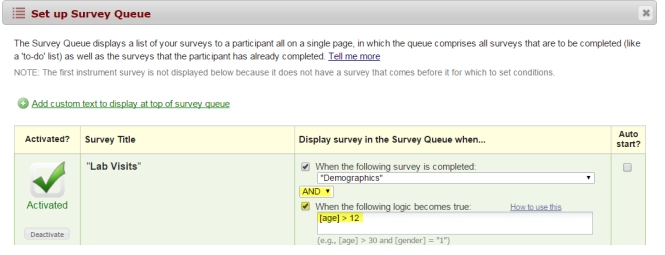 Set up Survey Queue
The Survey Queue displays a list of your surveys to a participant all on a single page, in which the queue comprises all surveys that are to be completed (like
a 'to-do' list) as well as the surveys that the participant has already completed. Tell me more
NOTE: The first instrument survey is not displayed below because it does not have a survey that comes before it for which to set conditions.
Add custom text to display at top of survey queue
Activated? Survey Title Display survey in the Survey Queue when... Auto start?
"Lab Visits"
When the following survey is completed:
"Demographics"
AND
Activated
When the following logic becomes true: How to use this
[age] > 12
Deactivate
(e.g., [age] > 30 and [gender] = "1")